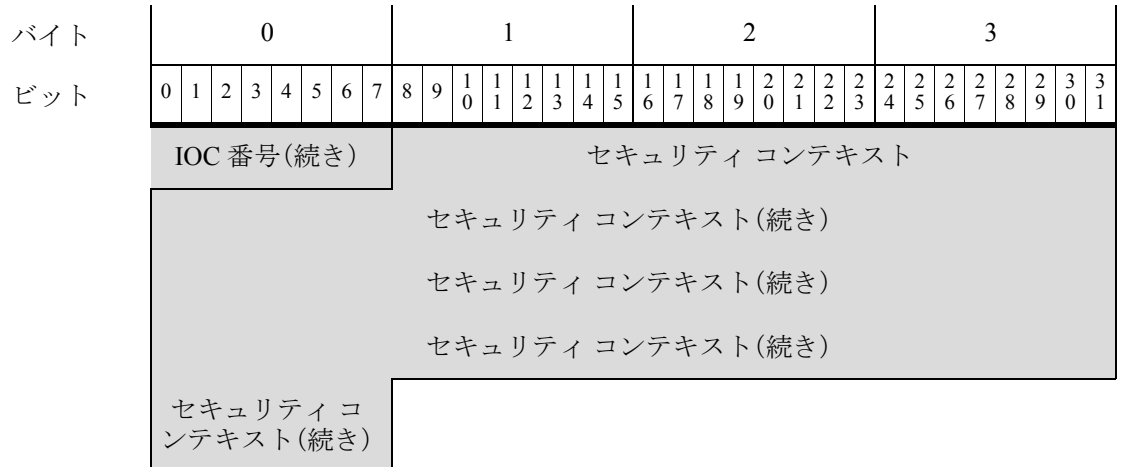 バイト 0 1 2 3
ビット 0 1 2 3 4 5 6 7 8 9 10 11 12 13 14 15 16 17 18 19 20 21 22 23 24 25 26 27 28 29 30 31
IOC 番号(続き) セキュリティ コンテキスト
セキュリティ コンテキスト(続き)
セキュリティ コンテキスト(続き)
セキュリティ コンテキスト(続き)
セキュリティ コ
ンテキスト(続き)